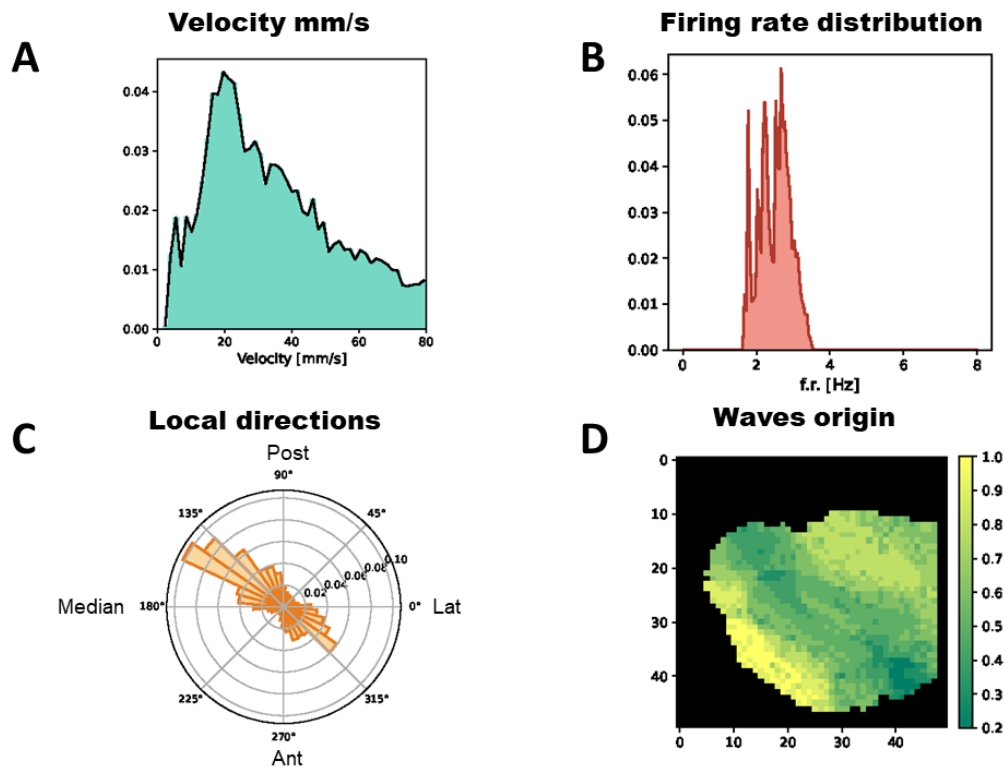 Velocity mm/s
A
0.04
0.03
0.02
0.01
0.00
0 20 40 60 80
Velocity [mm/s]
Firing rate distribution
B
0.06
0.05
0.04
0.03
0.02
0.01
0.00
0 2 4 6 8
f.r. [Hz]
C
Local directions
Post
90°
135° 45°
0.10
0.08
0.06
0.04
0.02
Median 180° 0° Lat
225° 315°
270°
Ant
D
Waves origin
0
10
20
30
40
0 10 20 30 40
1.0
0.9
0.8
0.7
0.6
0.5
0.4
0.3
0.2